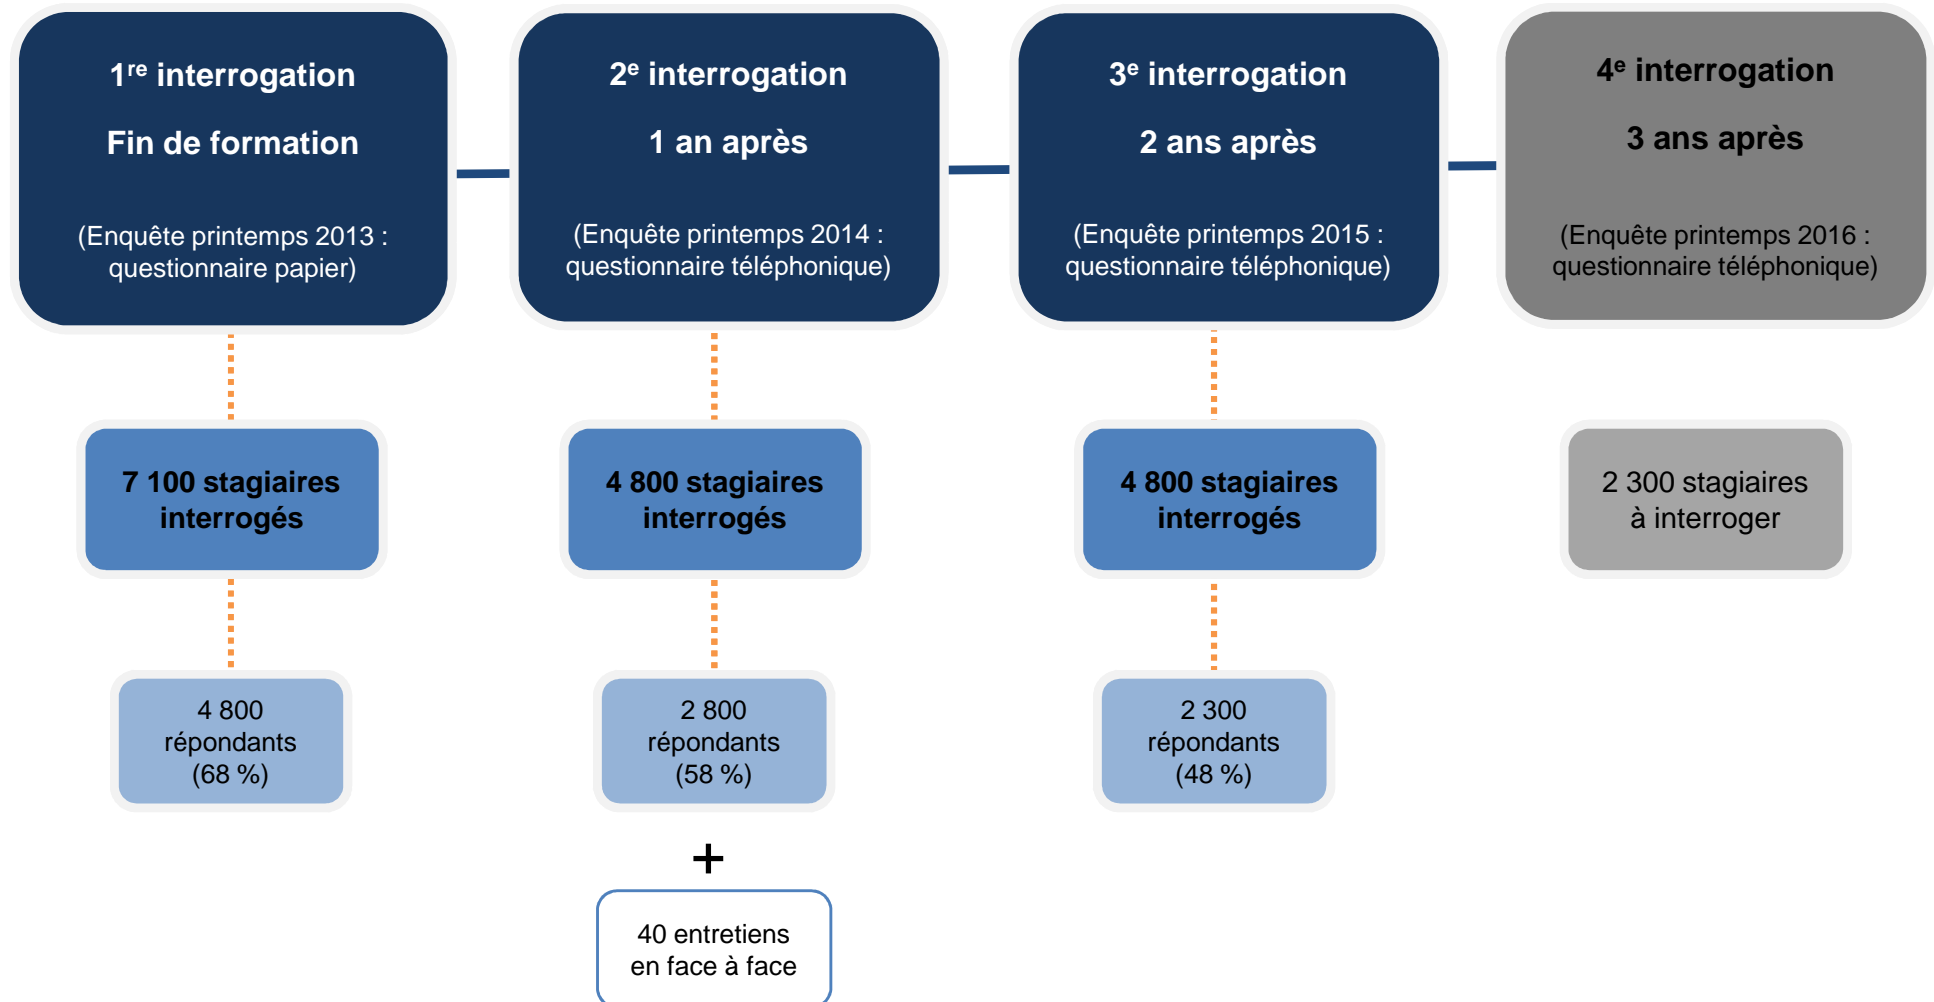 1re interrogation
Fin de formation
(Enquête printemps 2013 :
questionnaire papier)
2e interrogation
1 an après
(Enquête printemps 2014 :
questionnaire téléphonique)
3e interrogation
2 ans après
(Enquête printemps 2015 :
questionnaire téléphonique)
4e interrogation
3 ans après
(Enquête printemps 2016 :
questionnaire téléphonique)
7 100 stagiaires
interrogés
4 800 stagiaires
interrogés
4 800 stagiaires
interrogés
2 300 stagiaires
à interroger
4 800
répondants
(68 %)
2 800
répondants
(58 %)
2 300
répondants
(48 %)
+
40 entretiens
en face à face